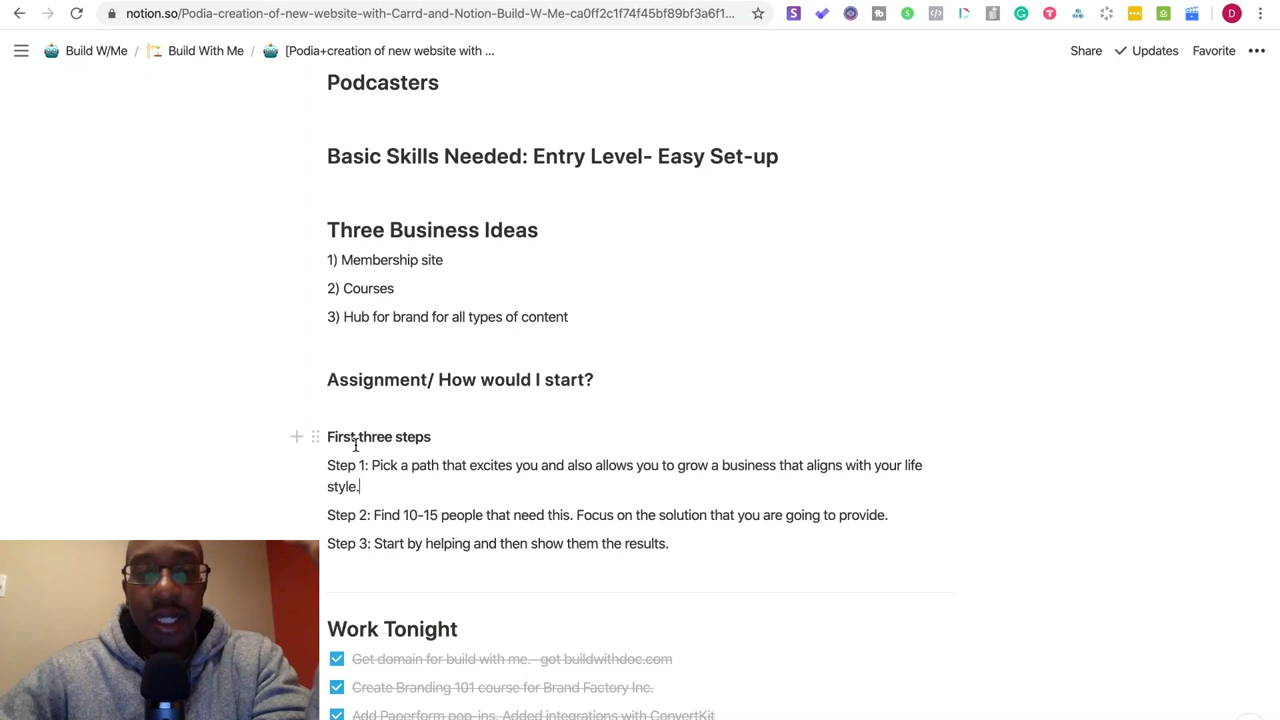 notion.so/Podia-creation-of-new-website-with-Carrd-and-Notion-Build-W-Me-ca0ff2c1f74f45bf89bf3a6f1...
Build W/Me / Build With Me / [Podia+creation of new website with ...
Share Updates Favorite
Podcasters
Basic Skills Needed: Entry Level- Easy Set-up
Three Business Ideas
1) Membership site
2) Courses
3) Hub for brand for all types of content
Assignment/ How would I start?
First three steps
Step 1: Pick a path that excites you and also allows you to grow a business that aligns with your life
style.
Step 2: Find 10-15 people that need this. Focus on the solution that you are going to provide.
Step 3: Start by helping and then show them the results.
Work Tonight
Get domain for build with me.- got buildwithdoc.com
Create Branding 101 course for Brand Factory Inc.
Add Paperform pop-ins. Added integrations with ConvertKit